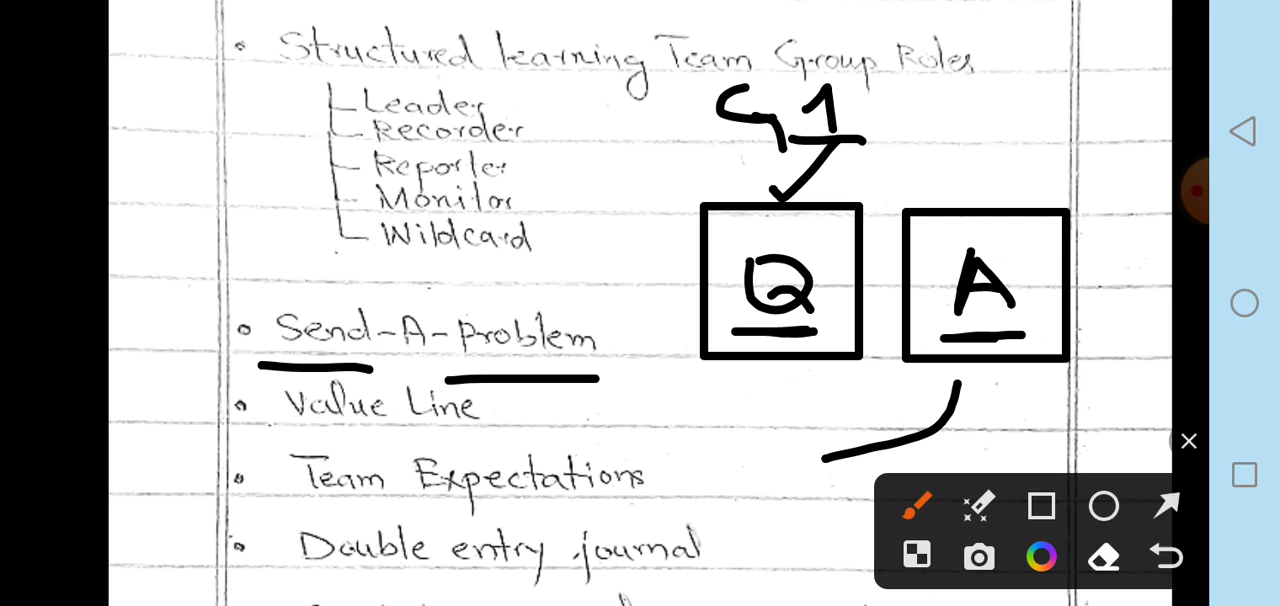 Structured learning Team Group Roles
Leader
Recorder
Reporter
Monitor
Wildcard
G1
Q A
Send-A-Problem
Value Line
Team Expectations
Double entry journal